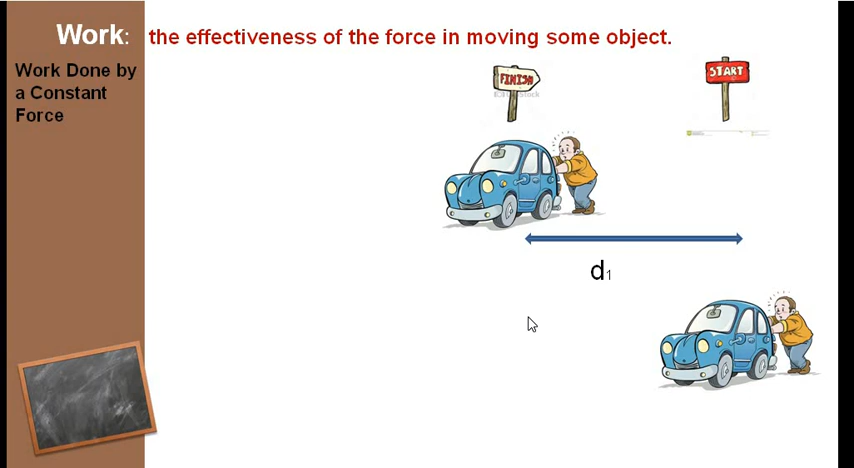 Work: the effectiveness of the force in moving some object.
Work Done by
a Constant
Force
FINISH
START
d1